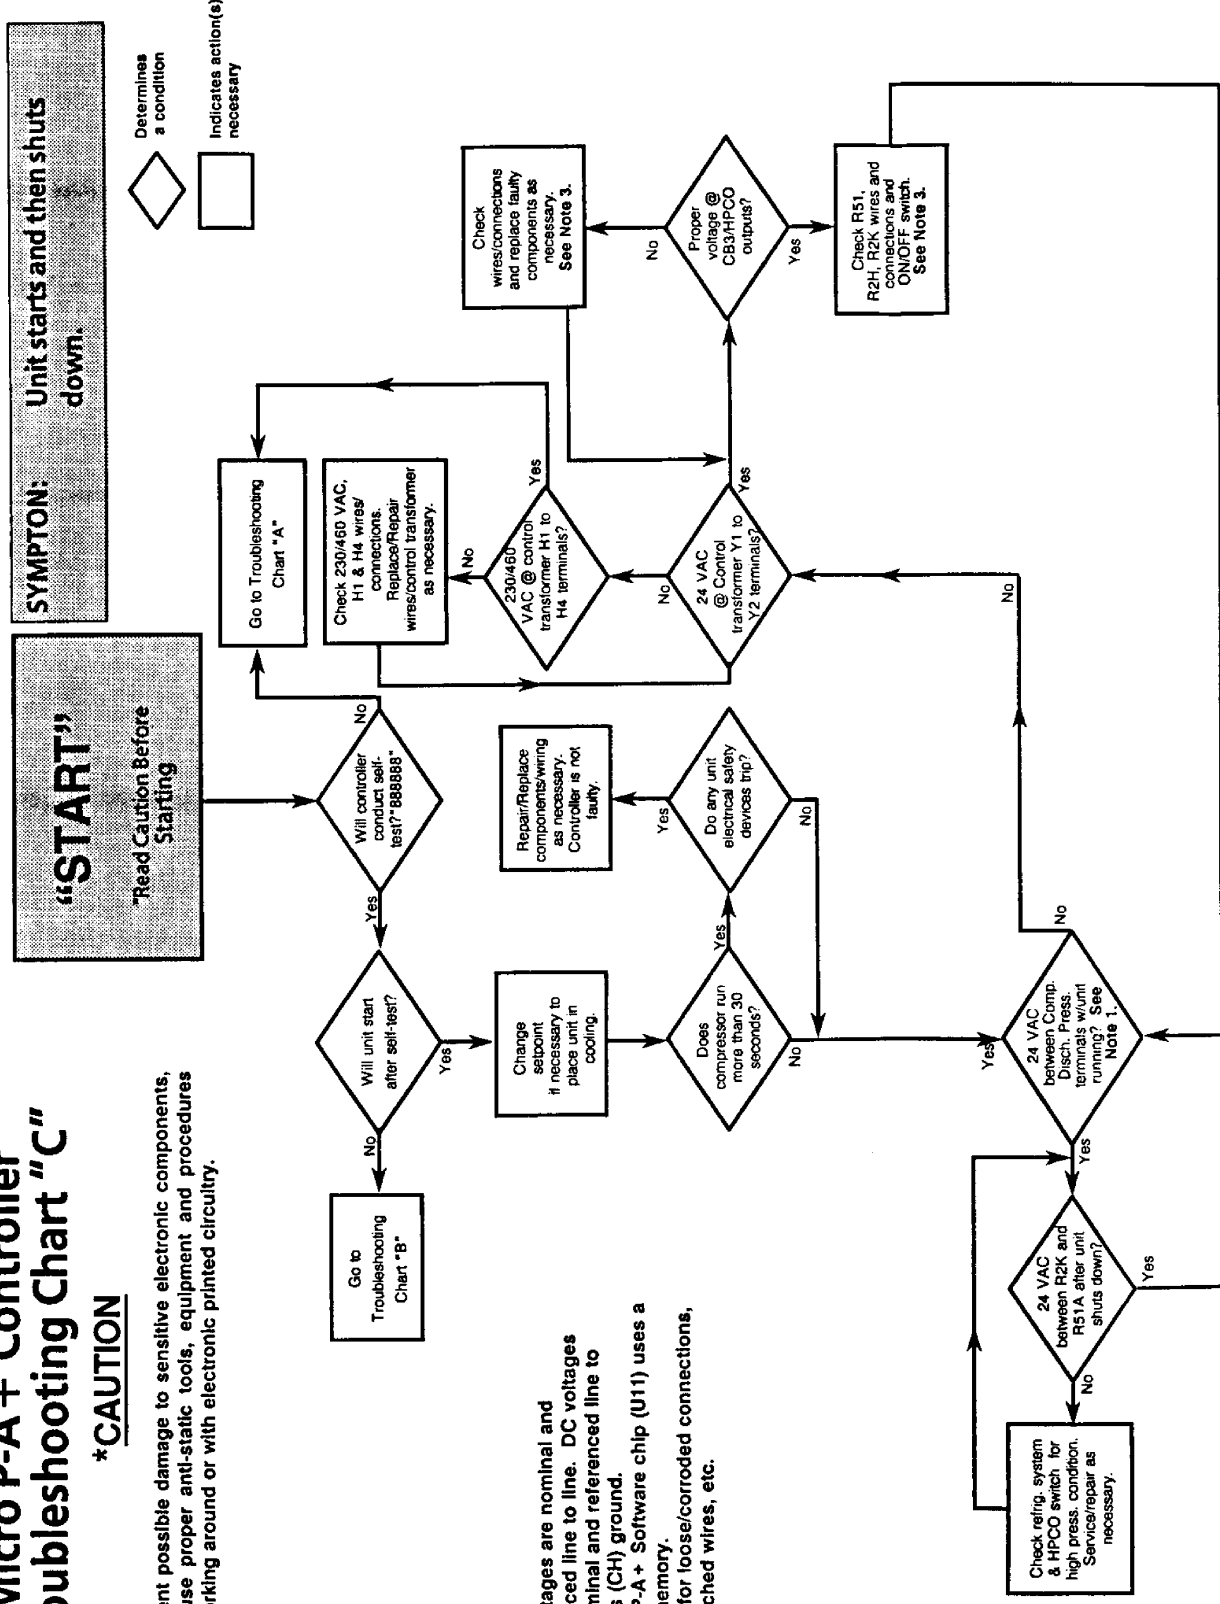 Micro P-A+ Controller
Troubleshooting Chart "C"
*CAUTION
possible damage to sensitive electronic components,
use proper anti-static tools, equipment and procedures
around or with electronic printed circuitry.
are nominal and
line to line. DC voltages
and referenced line to
(CH) ground.
P-A+ Software chip (U11) uses a
for loose/corroded connections,
wires, etc.
"START"
*Read Caution Before
Starting
SYMPTON: Unit starts and then shuts
down.
Determines
a condition
Indicates action(s)
necessary
Will controller
conduct self-
test?"888888"
No
Yes
Go to Troubleshooting
Chart "A"
Will unit start
after self-test?
No
Yes
Go to
Troubleshooting
Chart "B"
Change
setpoint
if necessary to
place unit in
cooling.
Does
compressor run
more than 30
seconds?
Yes
No
Do any unit
electrical safety
devices trip?
Yes
No
Repair/Replace
components/wiring
as necessary.
Controller is not
faulty.
Yes
24 VAC
between Comp.
Disch. Press.
terminals w/unit
running? See
Note 1.
No
Yes
24 VAC
between R2K and
R51A after unit
shuts down?
No
Yes
Check refrig. system
& HPCO switch for
high press. condition.
Service/repair as
necessary.
No
24 VAC
@ Control
transformer Y1 to
Y2 terminals?
No
Yes
230/460
VAC @ control
transformer H1 to
H4 terminals?
No
Yes
Check 230/460 VAC,
H1 & H4 wires/
connections.
Replace/Repair
wires/control transformer
as necessary.
Proper
voltage @
CB3/HPCO
outputs?
No
Yes
Check
wires/connections
and replace faulty
components as
necessary.
See Note 3.
Check R51,
R2H, R2K wires and
connections and
ON/OFF switch.
See Note 3.